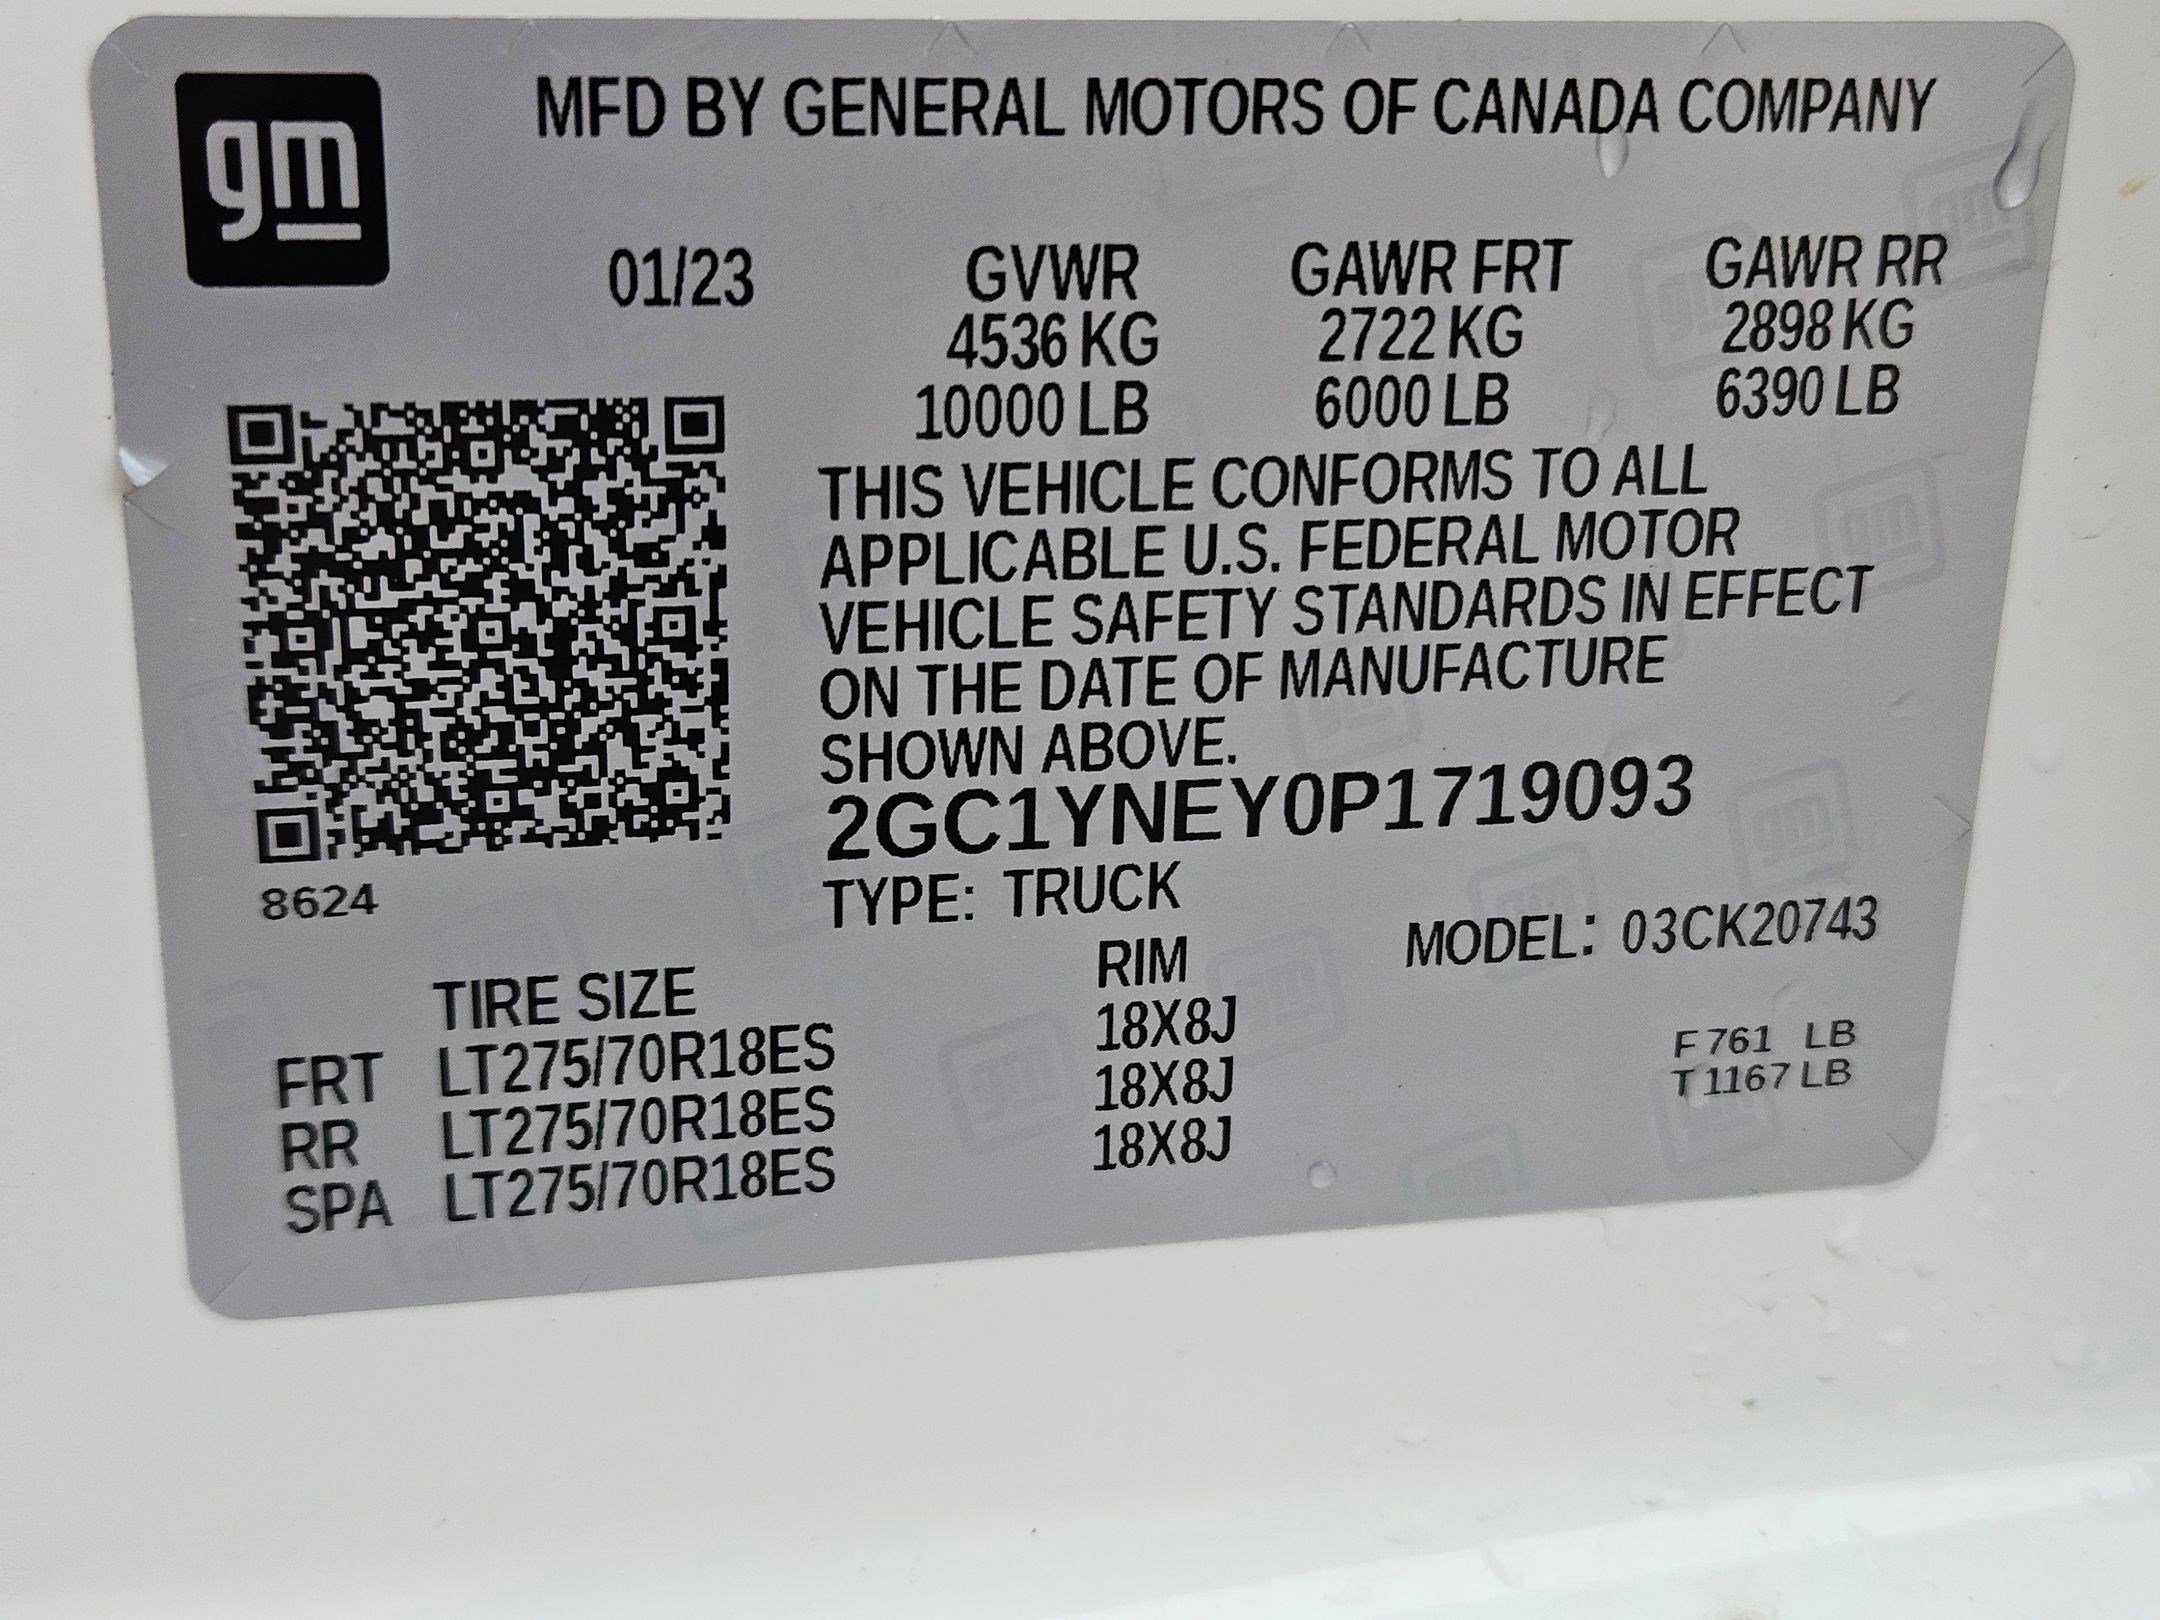 gm
MFD BY GENERAL MOTORS OF CANADA COMPANY
01/23 GVWR GAWR FRT GAWR RR
4536 KG 2722 KG 2898 KG
10000 LB 6000 LB 6390 LB
THIS VEHICLE CONFORMS TO ALL
APPLICABLE U.S. FEDERAL MOTOR
VEHICLE SAFETY STANDARDS IN EFFECT
ON THE DATE OF MANUFACTURE
SHOWN ABOVE.
2GC1YNEY0P1719093
8624
TYPE: TRUCK
MODEL: 03CK20743
TIRE SIZE RIM
FRT LT275/70R18ES 18X8J
RR LT275/70R18ES 18X8J
SPA LT275/70R18ES 18X8J
F 761 LB
T 1167 LB